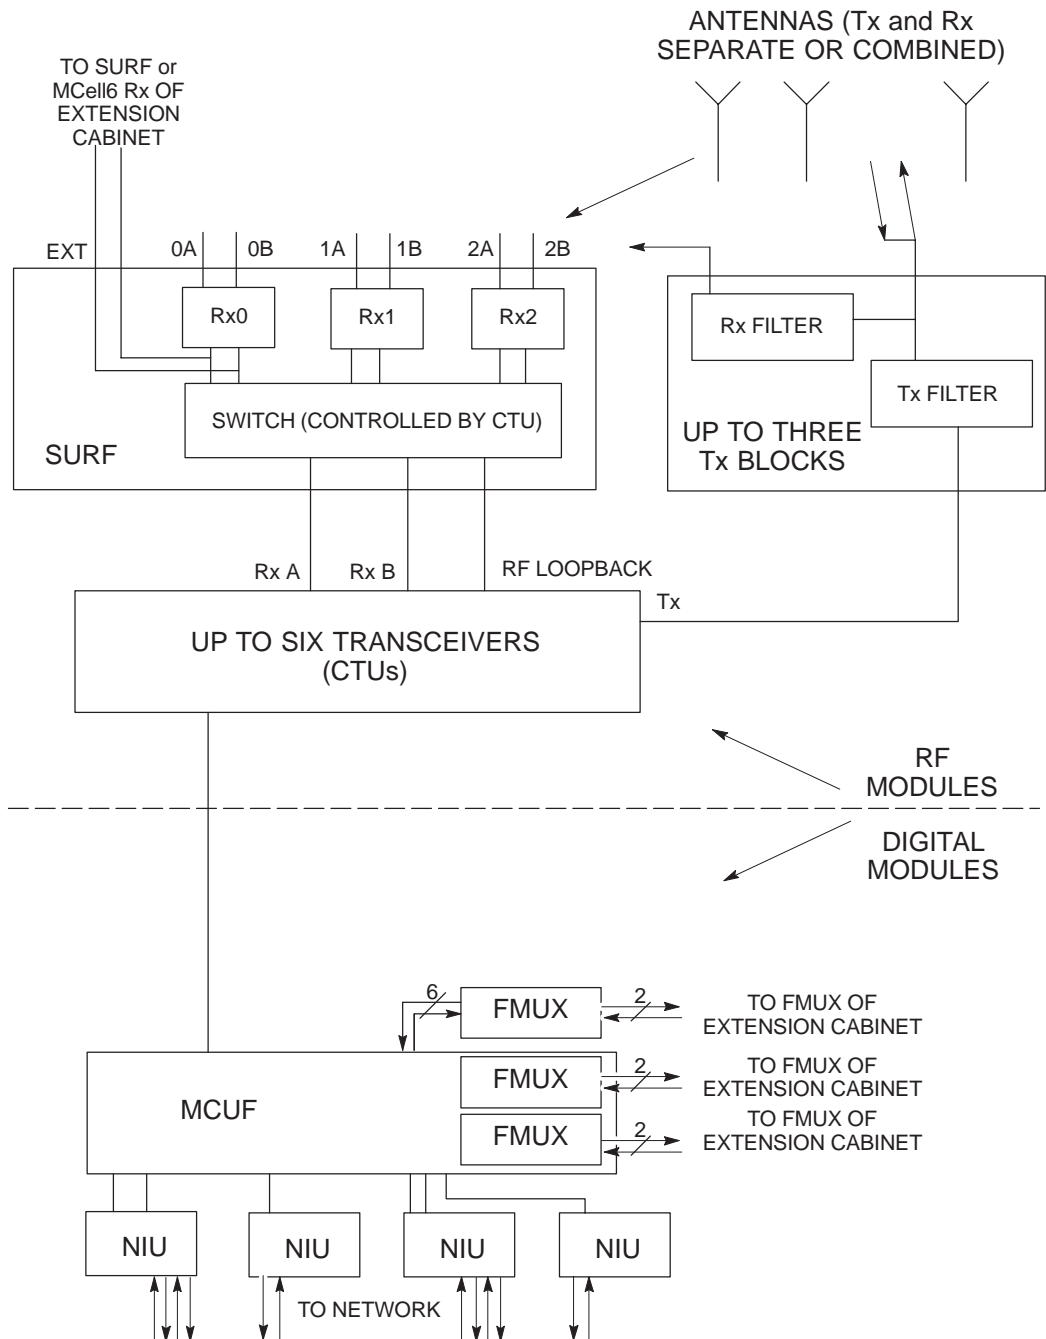 ANTENNAS (Tx and Rx
SEPARATE OR COMBINED)
TO SURF or
MCell6 Rx OF
EXTENSION
CABINET
EXT
0A
0B
1A
1B
2A
2B
Rx0
Rx1
Rx2
Rx FILTER
Tx FILTER
SWITCH (CONTROLLED BY CTU)
SURF
UP TO THREE
Tx BLOCKS
Rx A
Rx B
RF LOOPBACK
Tx
UP TO SIX TRANSCEIVERS
(CTUs)
RF
MODULES
DIGITAL
MODULES
6
FMUX
2
TO FMUX OF
EXTENSION CABINET
MCUF
FMUX
2
TO FMUX OF
EXTENSION CABINET
FMUX
2
TO FMUX OF
EXTENSION CABINET
NIU
NIU
NIU
NIU
TO NETWORK